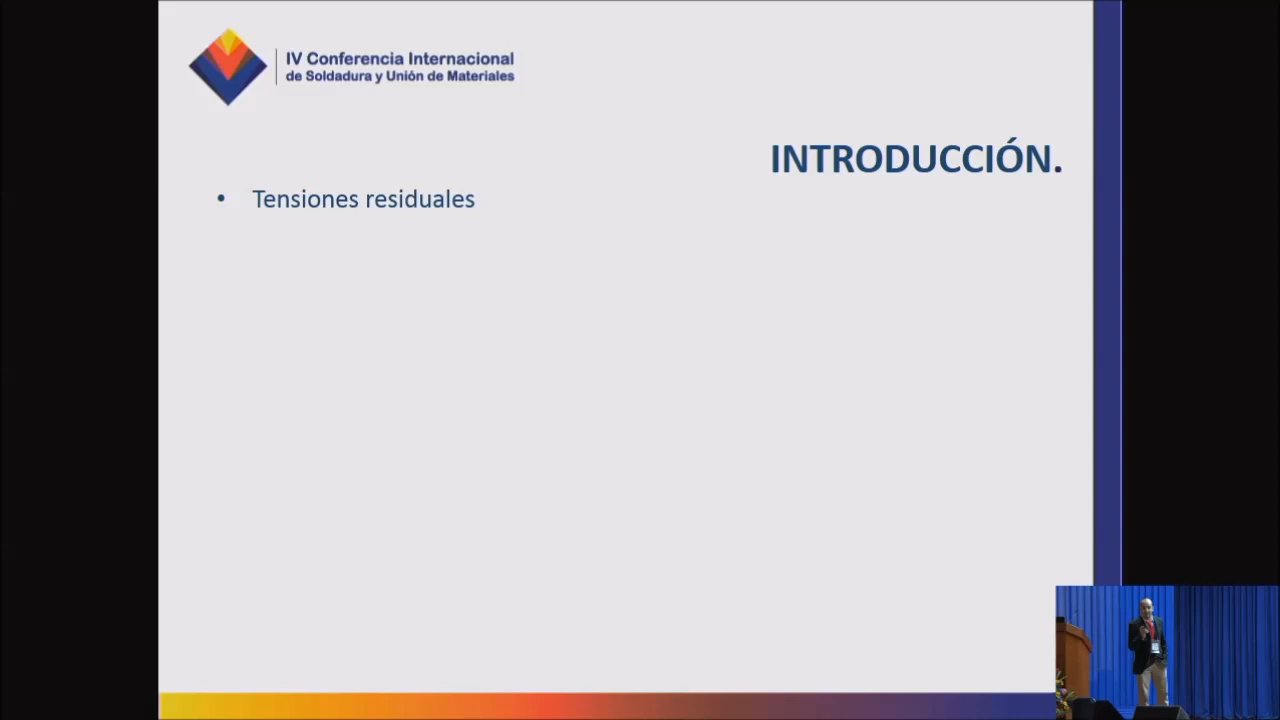 IV Conferencia Internacional
de Soldadura y Unión de Materiales
INTRODUCCIÓN.
• Tensiones residuales